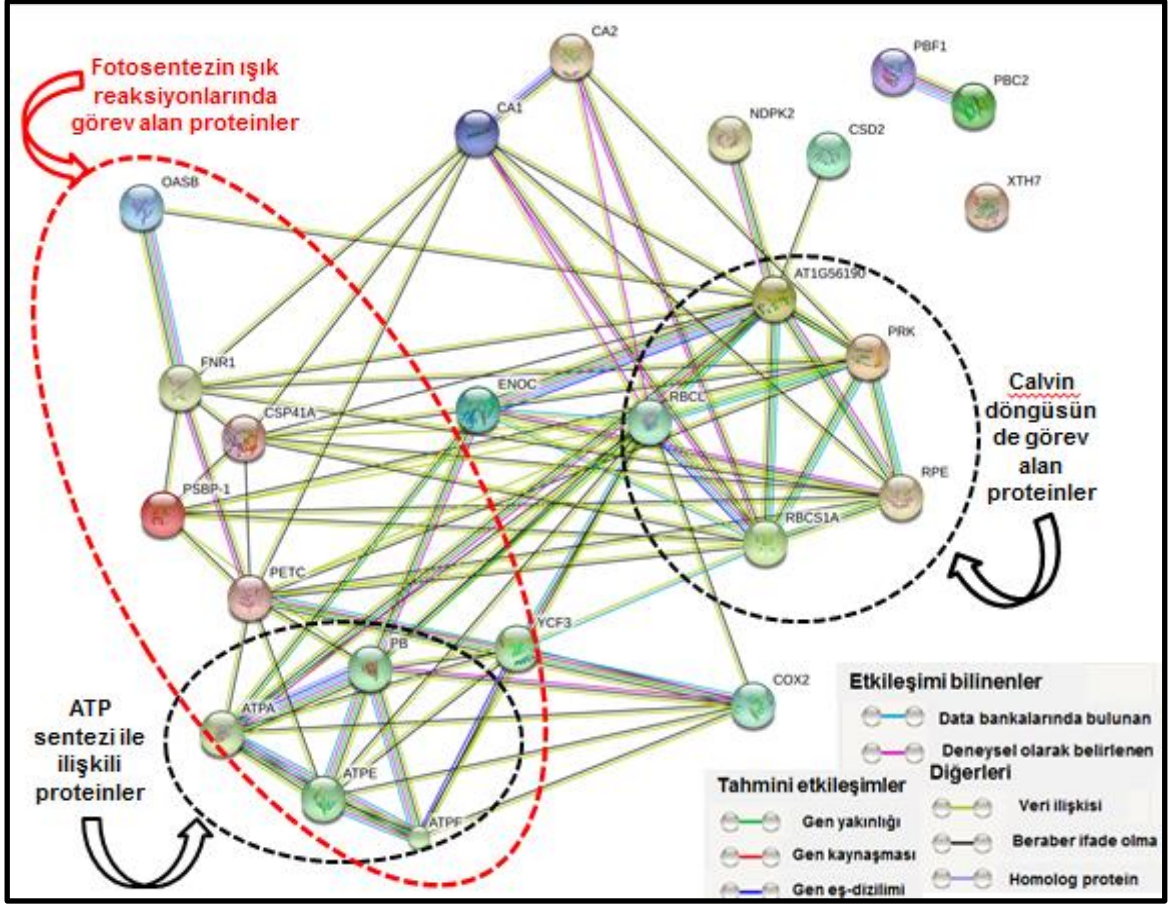 Fotosentezin ışık
reaksiyonlarında
görev alan proteinler
CA2
PBF1
PBC2
CA1
NDPK2
CSD2
XTH7
OASB
AT1G56190
PRK
FNR1
ENOC
RBCL
CSP41A
Calvin
döngüsün
de görev
alan
proteinler
PSBP-1
RPE
RBCS1A
PETC
YCF3
PB
COX2
ATPA
ATPE
ATPF
ATP
sentezi ile
ilişkili
proteinler
Etkileşimi bilinenler
Data bankalarında bulunan
Deneysel olarak belirlenen
Tahmini etkileşimler
Gen yakınlığı
Gen kaynaşması
Gen eş-dizilimi
Diğerleri
Veri ilişkisi
Beraber ifade olma
Homolog protein